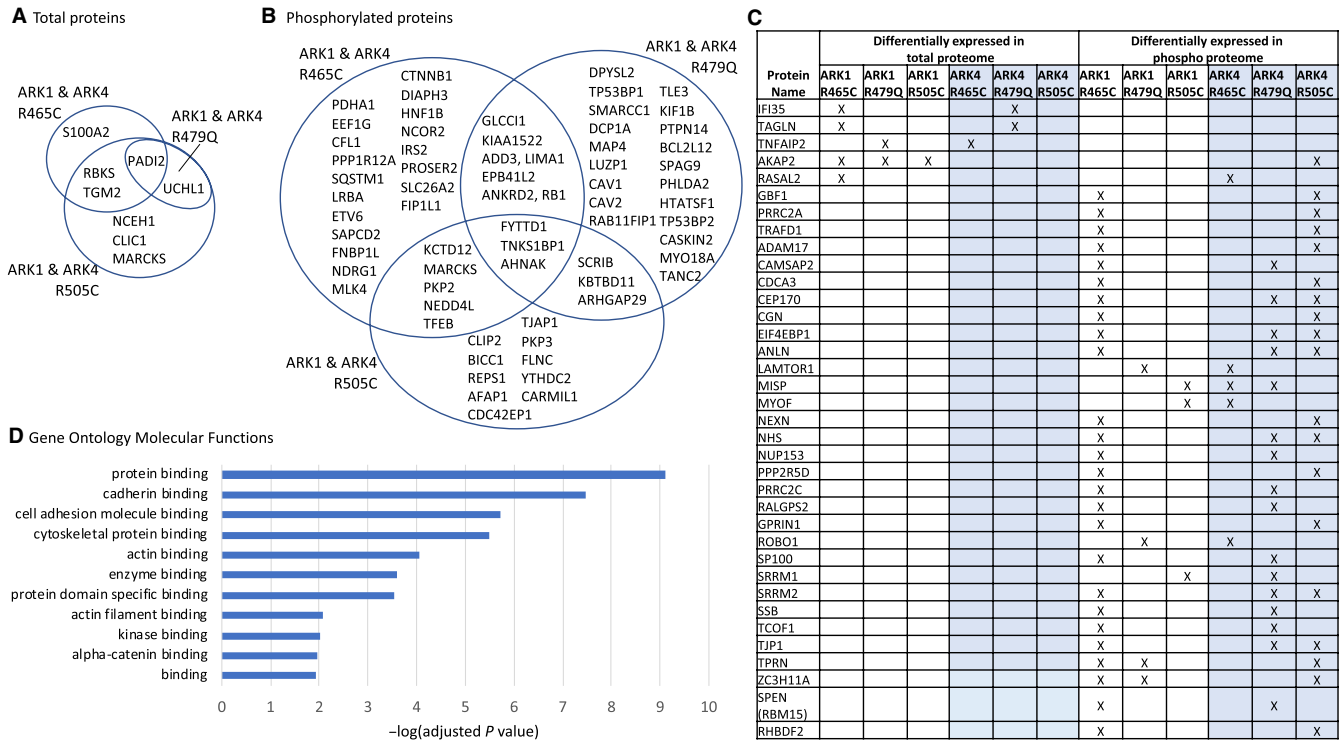 A Total proteins
ARK1 & ARK4
R465C
S100A2
ARK1 & ARK4
R479Q
PADI2
RBKS
TGM2
UCHL1
NCEH1
CLIC1
MARCKS
ARK1 & ARK4
R505C
B Phosphorylated proteins
ARK1 & ARK4
R465C
PDHA1
EEF1G
CFL1
PPP1R12A
SQSTM1
LRBA
ETV6
SAPCD2
FNBP1L
NDRG1
MLK4
CTNNB1
DIAPH3
HNF1B
NCOR2
IRS2
PROSER2
SLC26A2
FIP1L1
GLCCI1
KIAA1522
ADD3, LIMA1
EPB41L2
ANKRD2, RB1
ARK1 & ARK4
R479Q
DPYSL2
TP53BP1
SMARCC1
DCP1A
MAP4
LUZP1
CAV1
CAV2
RAB11FIP1
TLE3
KIF1B
PTPN14
BCL2L12
SPAG9
PHLDA2
HTATSF1
TP53BP2
CASKIN2
MYO18A
TANC2
FYTTD1
TNKS1BP1
AHNAK
KCTD12
MARCKS
PKP2
NEDD4L
TFEB
SCRIB
KBTBD11
ARHGAP29
ARK1 & ARK4
R505C
CLIP2
BICC1
REPS1
AFAP1
CDC42EP1
TJAP1
PKP3
FLNC
YTHDC2
CARMIL1
C
Differentially expressed in total proteome
Differentially expressed in phospho proteome
Protein Name ARK1 R465C ARK1 R479Q ARK1 R505C ARK4 R465C ARK4 R479Q ARK4 R505C ARK1 R465C ARK1 R479Q ARK1 R505C ARK4 R465C ARK4 R479Q ARK4 R505C
IFI35 X X
TAGLN X X
TNFAIP2 X X
AKAP2 X X X X
RASAL2 X X
GBF1 X X
PRRC2A X X
TRAFD1 X X
ADAM17 X X
CAMSAP2 X X
CDCA3 X X
CEP170 X X X
CGN X X
EIF4EBP1 X X X
ANLN X X X
LAMTOR1 X X
MISP X X X
MYOF X X
NEXN X X
NHS X X X
NUP153 X X
PPP2R5D X X
PRRC2C X X
RALGPS2 X X
GPRIN1 X X
ROBO1 X X
SP100 X X
SRRM1 X X
SRRM2 X X X
SSB X X
TCOF1 X X
TJP1 X X X
TPRN X X X
ZC3H11A X X X
SPEN (RBM15) X X
RHBDF2 X X
D Gene Ontology Molecular Functions
protein binding
cadherin binding
cell adhesion molecule binding
cytoskeletal protein binding
actin binding
enzyme binding
protein domain specific binding
actin filament binding
kinase binding
alpha-catenin binding
binding
0 1 2 3 4 5 6 7 8 9 10
−log(adjusted P value)